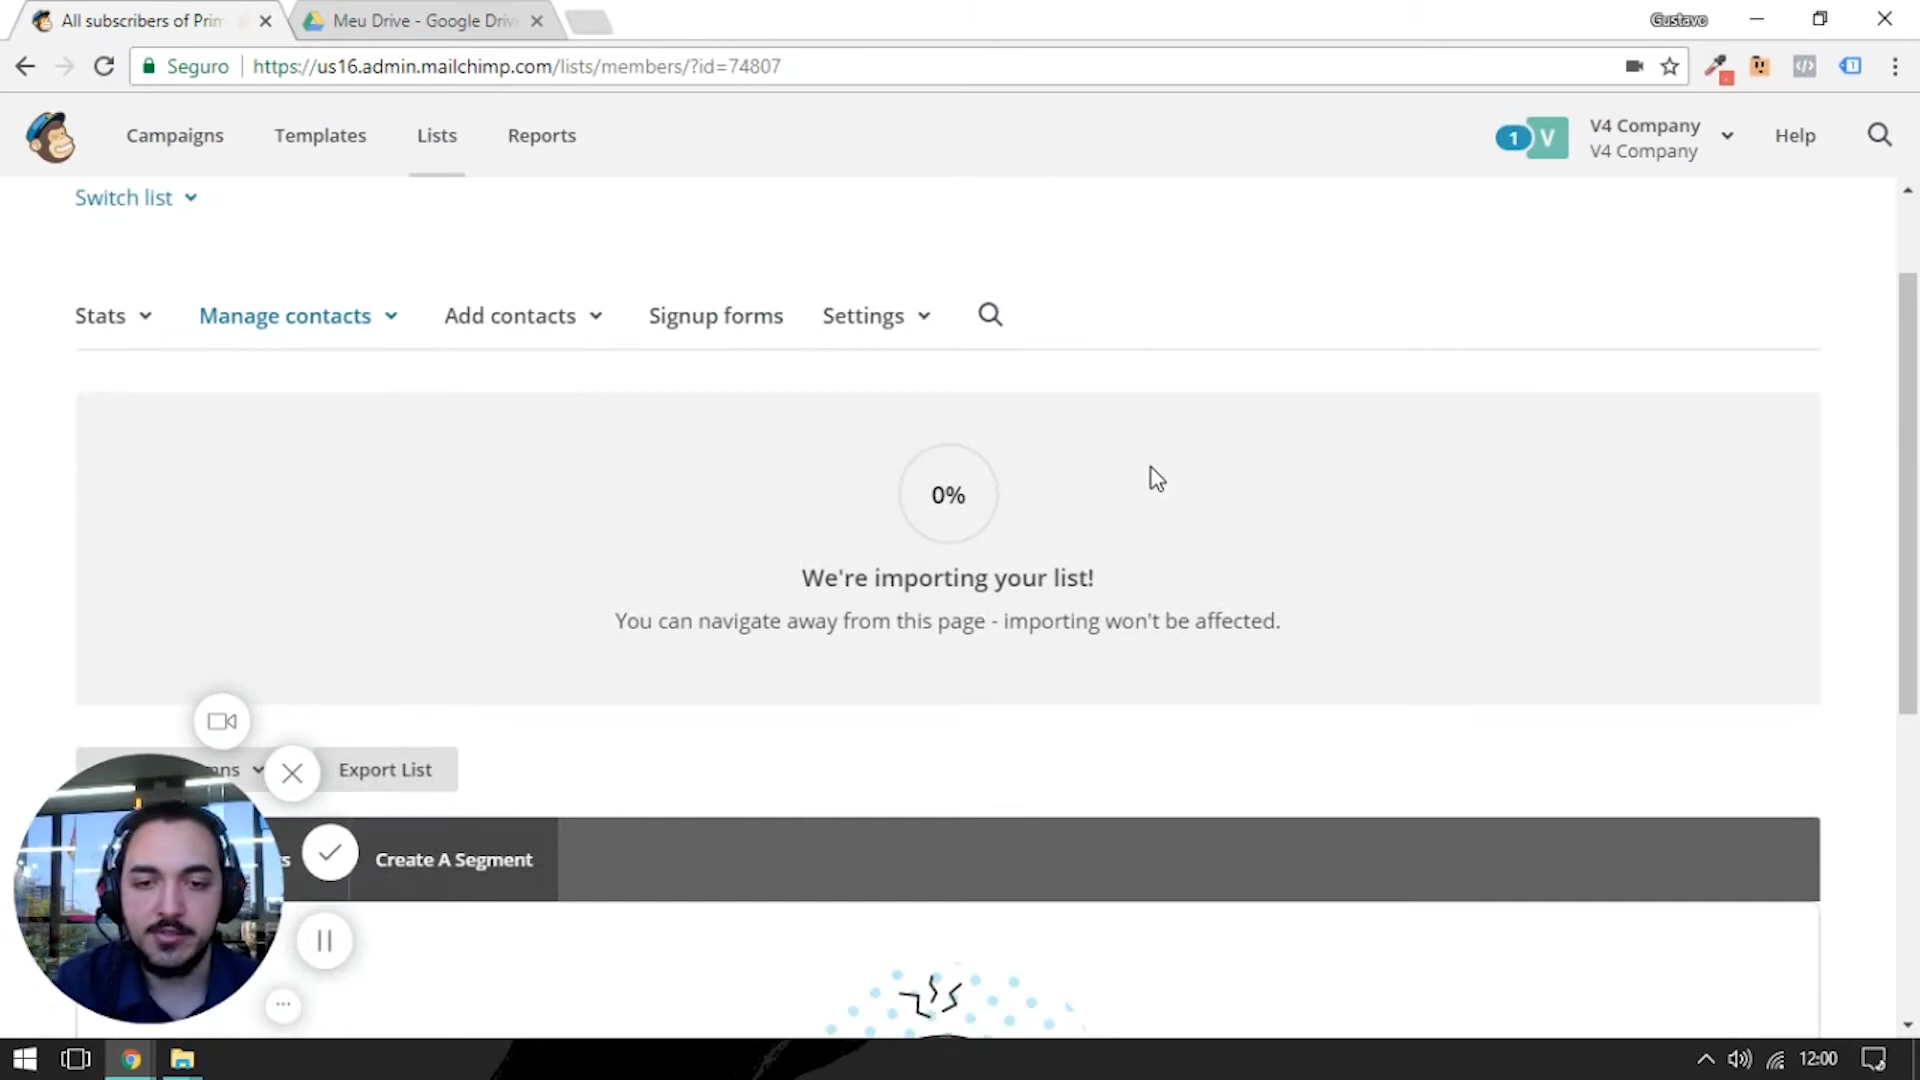 All subscribers of Prim
Meu Drive - Google Drive
Gustavo
Seguro
https://us16.admin.mailchimp.com/lists/members/?id=74807
Campaigns
Templates
Lists
Reports
1
V
V4 Company
V4 Company
Help
Switch list
Stats
Manage contacts
Add contacts
Signup forms
Settings
0%
We're importing your list!
You can navigate away from this page - importing won't be affected.
Export List
Create A Segment
12:00